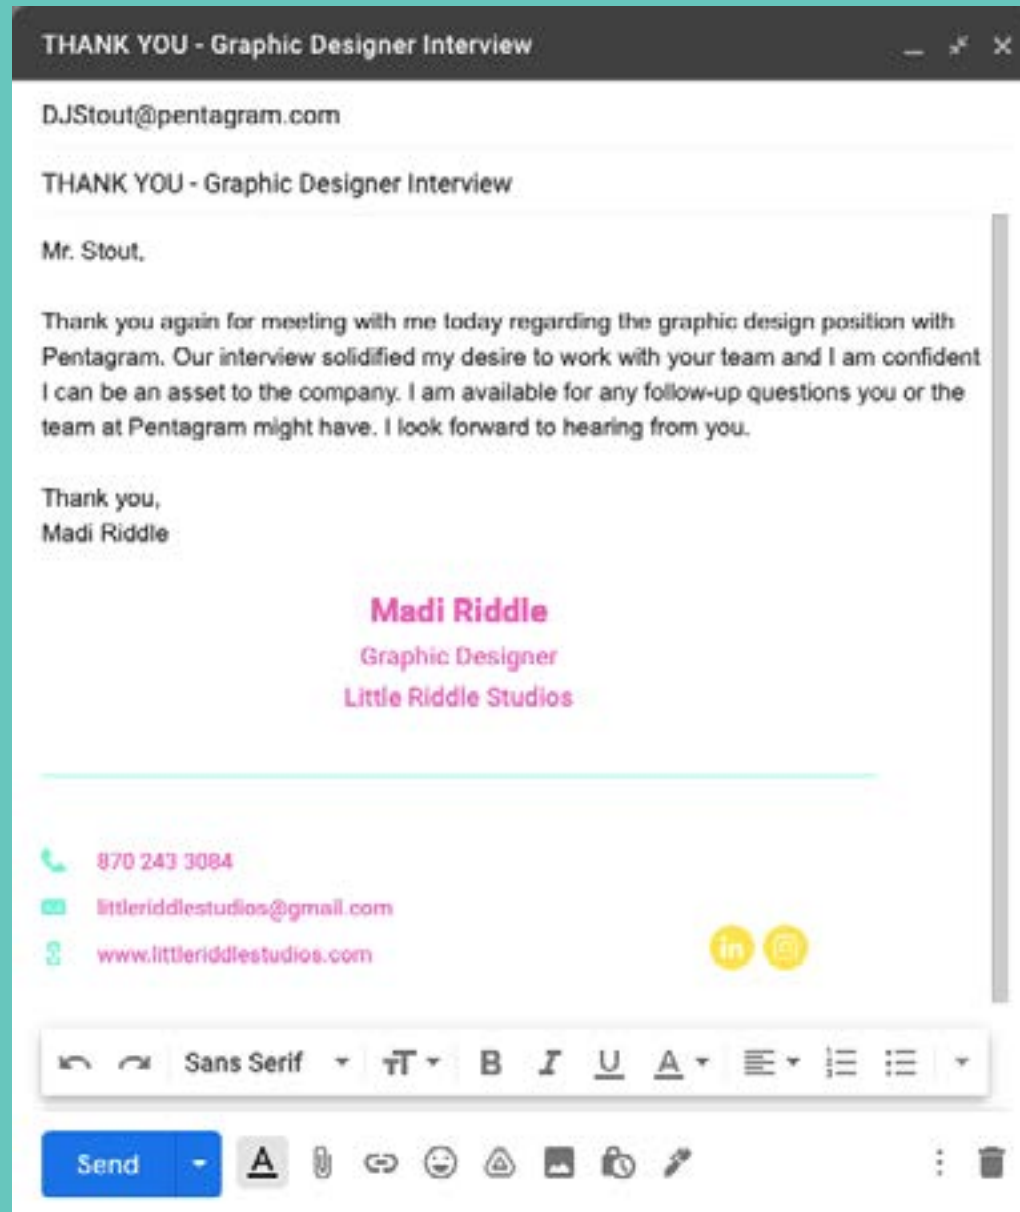 THANK YOU - Graphic Designer Interview
DJStout@pentagram.com
THANK YOU - Graphic Designer Interview
Mr. Stout,
Thank you again for meeting with me today regarding the graphic design position with
Pentagram. Our interview solidified my desire to work with your team and I am confident
I can be an asset to the company. I am available for any follow-up questions you or the
team at Pentagram might have. I look forward to hearing from you.
Thank you,
Madi Riddle
Madi Riddle
Graphic Designer
Little Riddle Studios
870 243 3084
littleriddlestudios@gmail.com
www.littleriddlestudios.com
in
Sans Serif TT B I U A
Send A